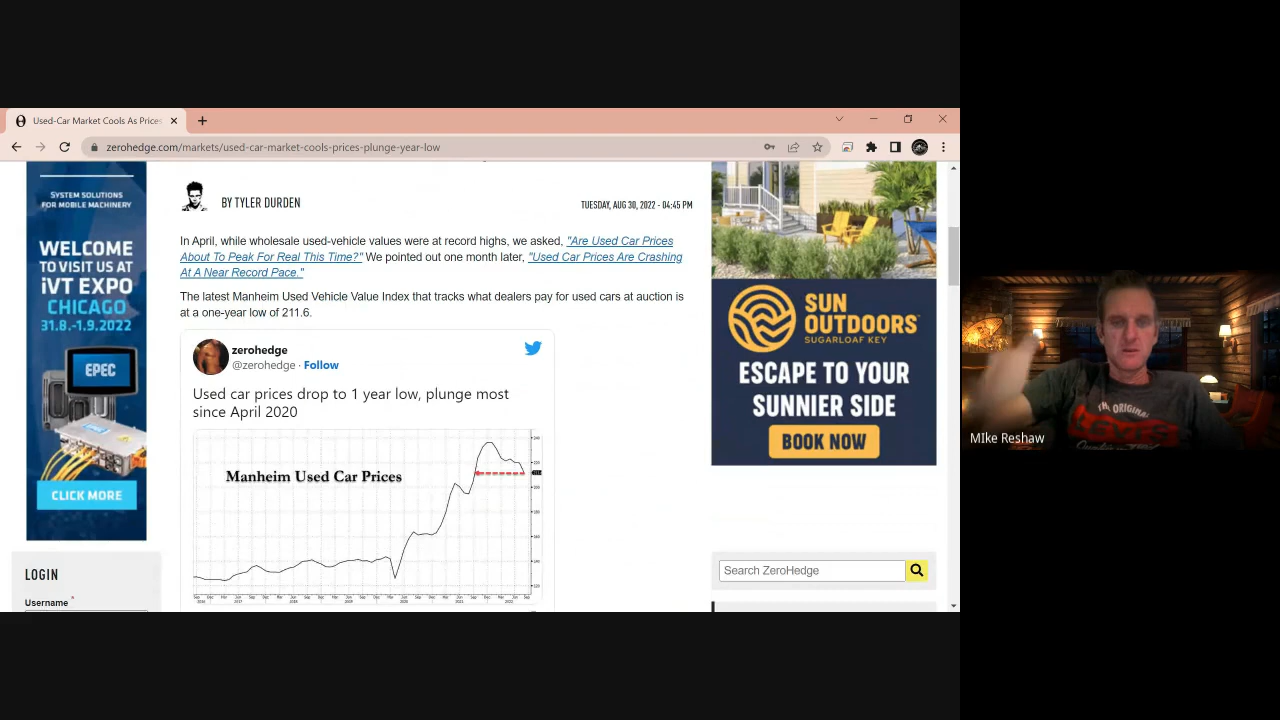 Used-Car Market Cools As Prices
zerohedge.com/markets/used-car-market-cools-prices-plunge-year-low
SYSTEM SOLUTIONS
FOR MOBILE MACHINERY
WELCOME
TO VISIT US AT
iVT EXPO
CHICAGO
31.8.-1.9.2022
EPEC
CLICK MORE
LOGIN
Username *
BY TYLER DURDEN
TUESDAY, AUG 30, 2022 - 04:45 PM
In April, while wholesale used-vehicle values were at record highs, we asked, "Are Used Car Prices
About To Peak For Real This Time?" We pointed out one month later, "Used Car Prices Are Crashing
At A Near Record Pace."
The latest Manheim Used Vehicle Value Index that tracks what dealers pay for used cars at auction is
at a one-year low of 211.6.
zerohedge
@zerohedge · Follow
Used car prices drop to 1 year low, plunge most
since April 2020
Manheim Used Car Prices
SUN
OUTDOORS
SUGARLOAF KEY
ESCAPE TO YOUR
SUNNIER SIDE
BOOK NOW
Search ZeroHedge
THE ORIGINAL
MIke Reshaw